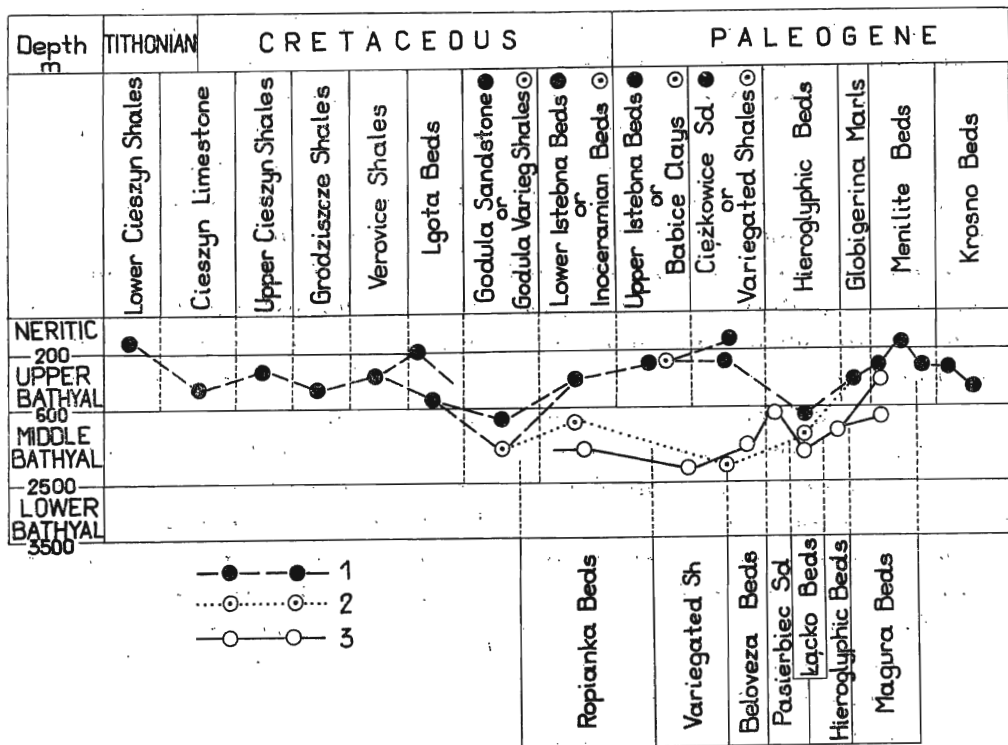 Depth m
TITHONIAN
CRETACEOUS
PALEOGENE
Lower Cieszyn Shales
Cieszyn Limestone
Upper Cieszyn Shales
Grodziszcze Shales
Verovice Shales
Lgota Beds
Godula Sandstone
or
Godula Varieg Shales
Lower Istebna Beds
or
Inoceramian Beds
Upper Istebna Beds
or
Babice Clays
Ciężkowice Sd.
or
Variegated Shales
Hieroglyphic Beds
Globigerina Marls
Menilite Beds
Krosno Beds
NERITIC
200
UPPER
BATHYAL
600
MIDDLE
BATHYAL
2500
LOWER
BATHYAL
3500
1
2
3
Ropianka Beds
Variegated Sh
Beloveza Beds
Pasierbiec Sd
Łącko Beds
Hieroglyphic Beds
Magura Beds